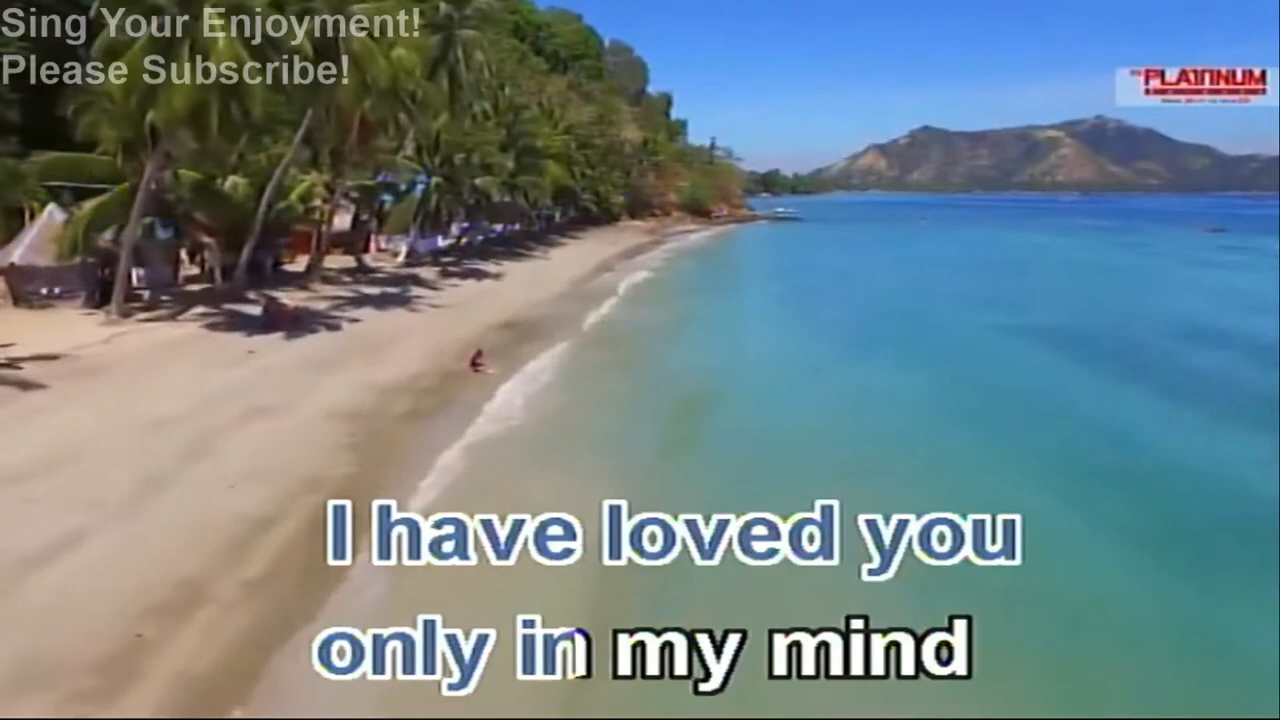 Sing Your Enjoyment!
Please Subscribe!
PLATINUM
I have loved you
only in my mind